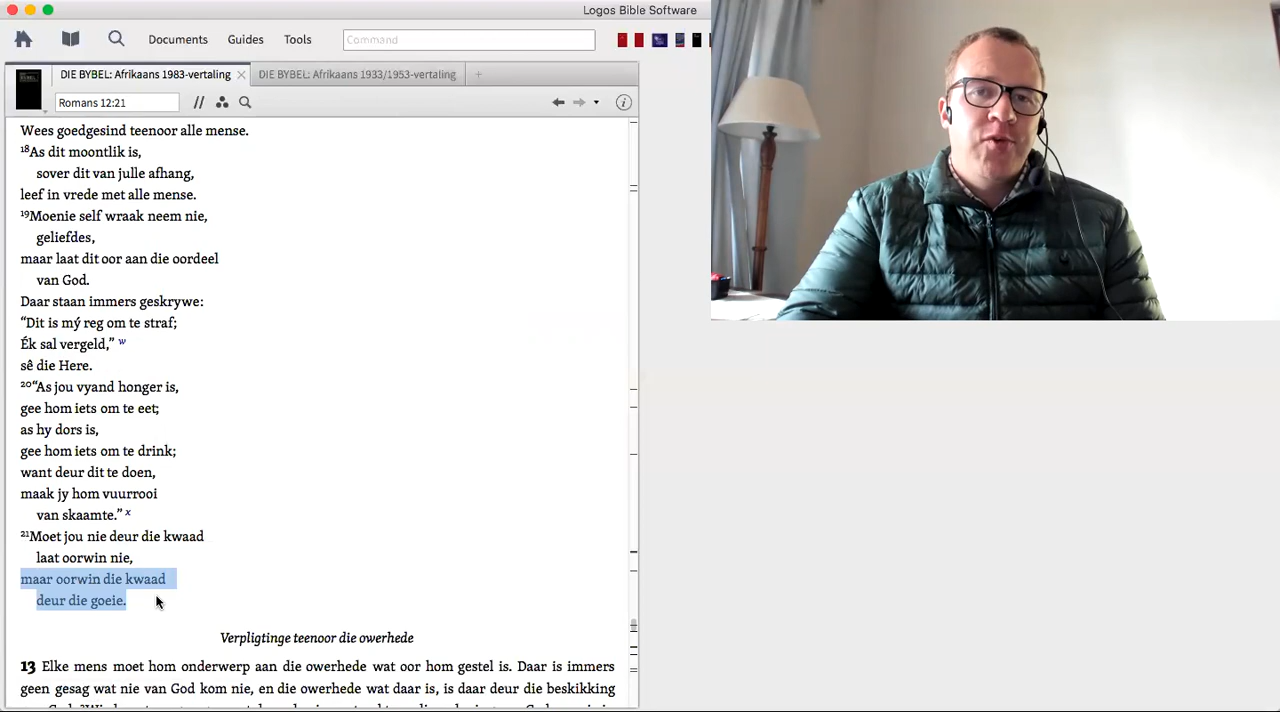 Logos Bible Software
Documents Guides Tools Command
DIE BYBEL: Afrikaans 1983-vertaling DIE BYBEL: Afrikaans 1933/1953-vertaling
Romans 12:21
Wees goedgesind teenoor alle mense.
18As dit moontlik is,
sover dit van julle afhang,
leef in vrede met alle mense.
19Moenie self wraak neem nie,
geliefdes,
maar laat dit oor aan die oordeel
van God.
Daar staan immers geskrywe:
“Dit is mý reg om te straf;
Ék sal vergeld,” w
sê die Here.
20“As jou vyand honger is,
gee hom iets om te eet;
as hy dors is,
gee hom iets om te drink;
want deur dit te doen,
maak jy hom vuurrooi
van skaamte.” x
21Moet jou nie deur die kwaad
laat oorwin nie,
maar oorwin die kwaad
deur die goeie.
Verpligtinge teenoor die owerhede
13 Elke mens moet hom onderwerp aan die owerhede wat oor hom gestel is. Daar is immers
geen gesag wat nie van God kom nie, en die owerhede wat daar is, is daar deur die beskikking